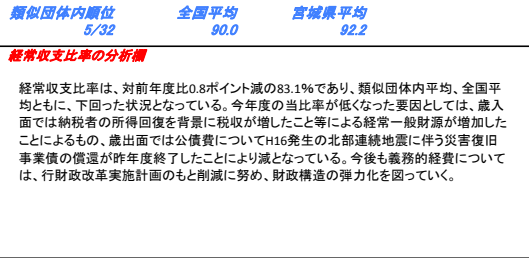 類似団体内順位 全国平均 宮城県平均
5/32 90.0 92.2
経常収支比率の分析欄
経常収支比率は、対前年度比0.8ポイント減の83.1%であり、類似団体内平均、全国平
均ともに、下回った状況となっている。今年度の当比率が低くなった要因としては、歳入
面では納税者の所得回復を背景に税収が増したこと等による経常一般財源が増加した
ことによるもの、歳出面では公債費についてH16発生の北部連続地震に伴う災害復旧
事業債の償還が昨年度終了したことにより減となっている。今後も義務的経費について
は、行財政改革実施計画のもと削減に努め、財政構造の弾力化を図っていく。